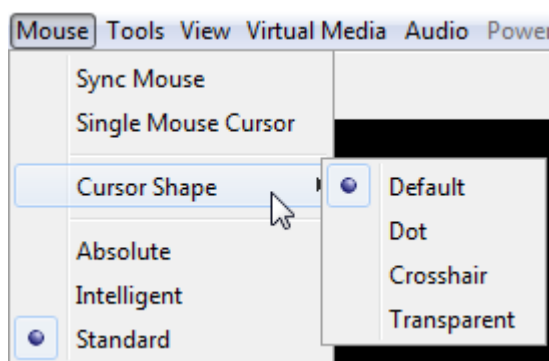 Mouse Tools View Virtual Media Audio Power
Sync Mouse
Single Mouse Cursor
Cursor Shape
Default
Dot
Crosshair
Transparent
Absolute
Intelligent
Standard